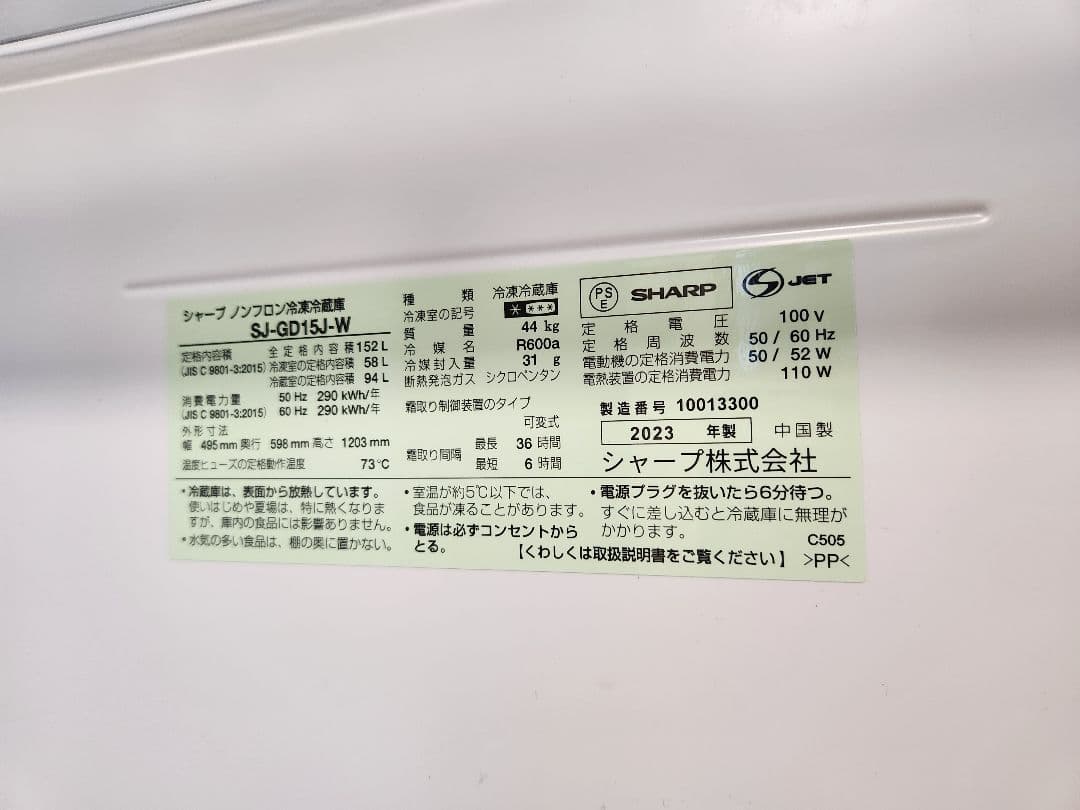 シャープ ノンフロン冷凍冷蔵庫
SJ-GD15J-W
定格内容積 (JIS C 9801-3:2015)
全定格内容積 152 L
冷凍室の定格内容積 58 L
冷蔵室の定格内容積 94 L
消費電力量 (JIS C 9801-3:2015)
50 Hz 290 kWh/年
60 Hz 290 kWh/年
外形寸法
幅 495 mm 奥行 598 mm 高さ 1203 mm
温度ヒューズの定格動作温度 73℃
種類 冷凍冷蔵庫
冷凍室の記号 * ***
質量 44 kg
冷媒名 R600a
冷媒封入量 31 g
断熱発泡ガス シクロペンタン
霜取り制御装置のタイプ
可変式
霜取り間隔
最長 36 時間
最短 6 時間
PS E SHARP
JET
定格電圧 100 V
定格周波数 50 / 60 Hz
電動機の定格消費電力 50 / 52 W
電熱装置の定格消費電力 110 W
製造番号 10013300
2023 年製 中国製
シャープ株式会社
・冷蔵庫は、表面から放熱しています。
使いはじめや夏場は、特に熱くなりま
すが、庫内の食品には影響ありません。
・水気の多い食品は、棚の奥に置かない。
・室温が約5℃以下では、
食品が凍ることがあります。
・電源は必ずコンセントから
とる。
・電源プラグを抜いたら6分待つ。
すぐに差し込むと冷蔵庫に無理が
かかります。
C505
【くわしくは取扱説明書をご覧ください】 >PP<